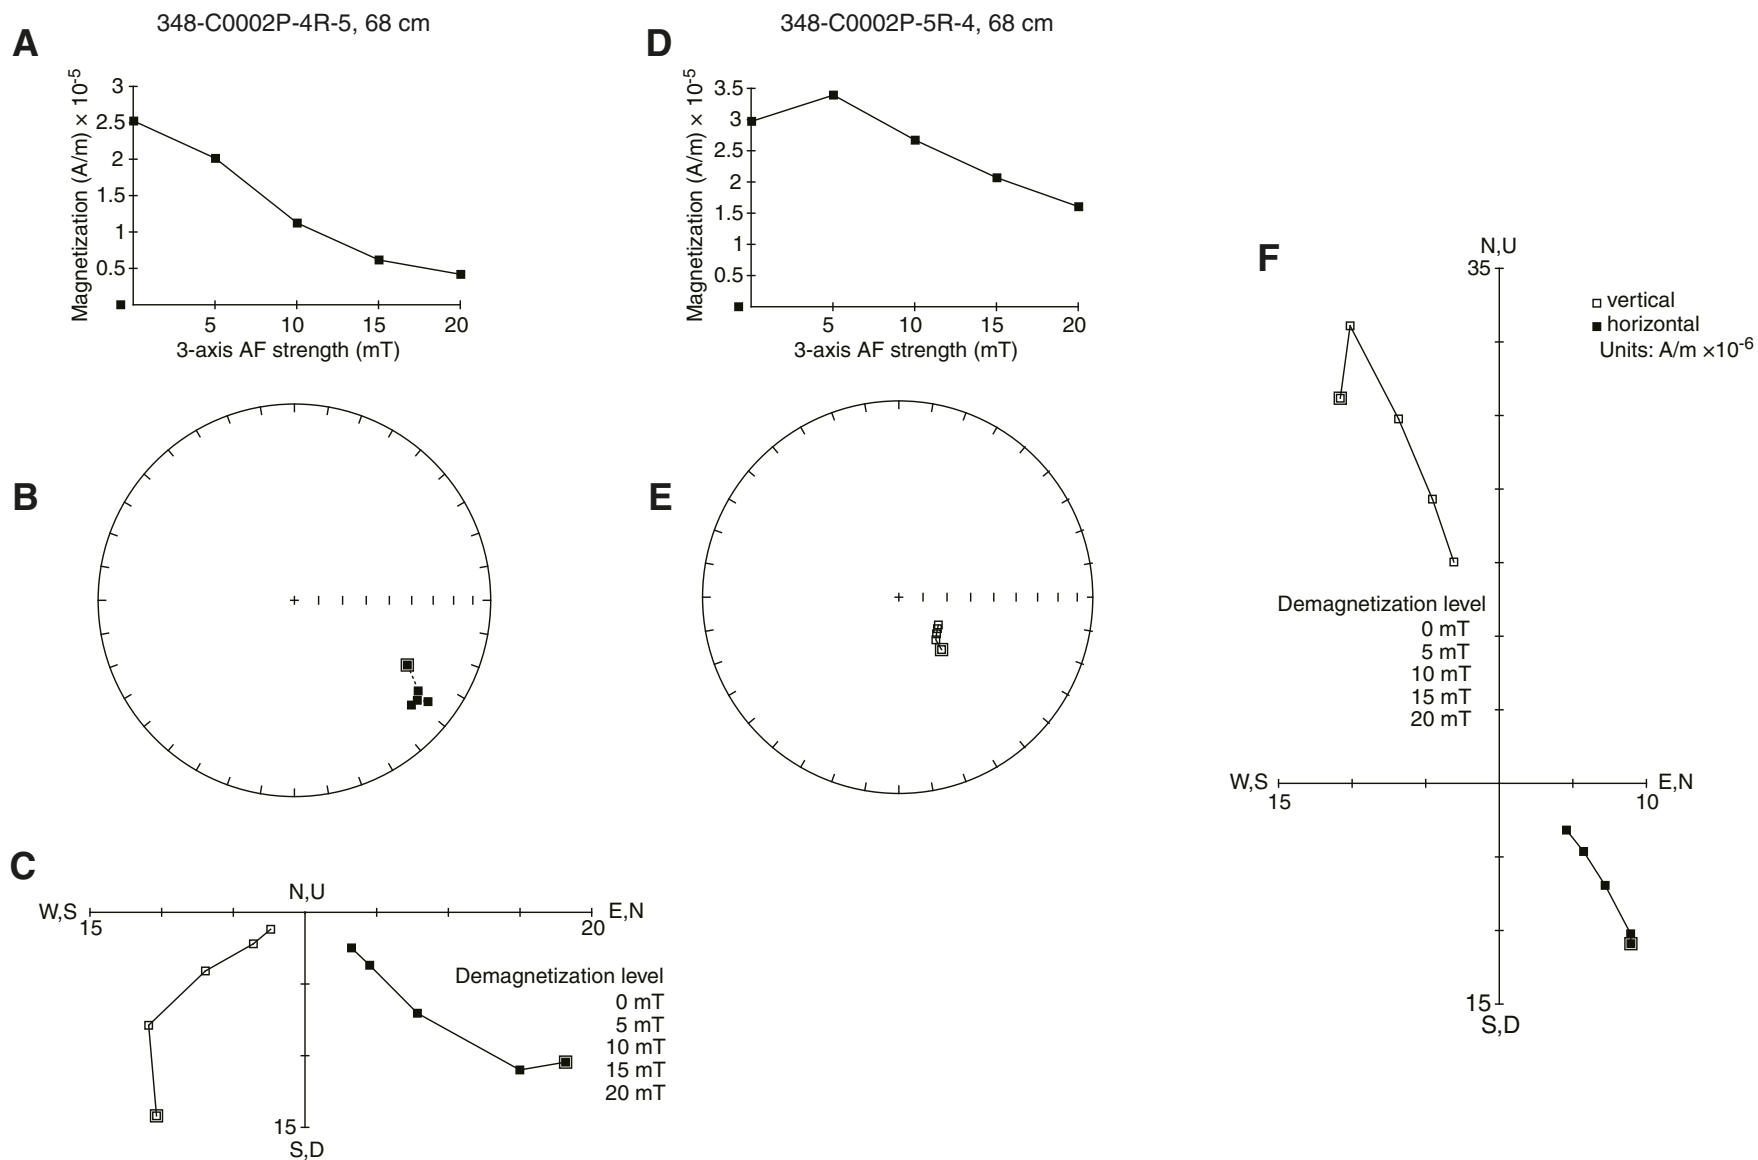 348-C0002P-4R-5, 68 cm
348-C0002P-5R-4, 68 cm
A
Magnetization (A/m) × 10-5
3
2.5
2
1.5
1
0.5
5 10 15 20
3-axis AF strength (mT)
D
Magnetization (A/m) × 10-5
3.5
3
2.5
2
1.5
1
0.5
5 10 15 20
3-axis AF strength (mT)
B
E
C
N,U
W,S
15
E,N
20
Demagnetization level
0 mT
5 mT
10 mT
15 mT
20 mT
15
S,D
F
N,U
35
vertical
horizontal
Units: A/m ×10-6
Demagnetization level
0 mT
5 mT
10 mT
15 mT
20 mT
W,S
15
E,N
10
15
S,D